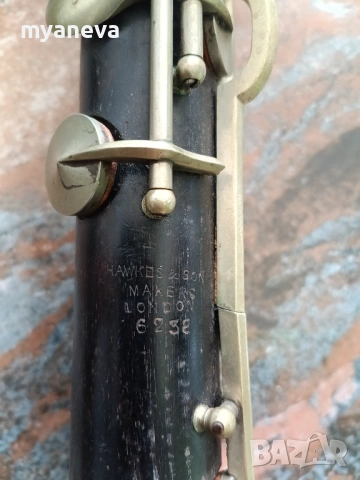 myaneva
HAWKES & SON
MAKERS
LONDON
6238
BAZAR